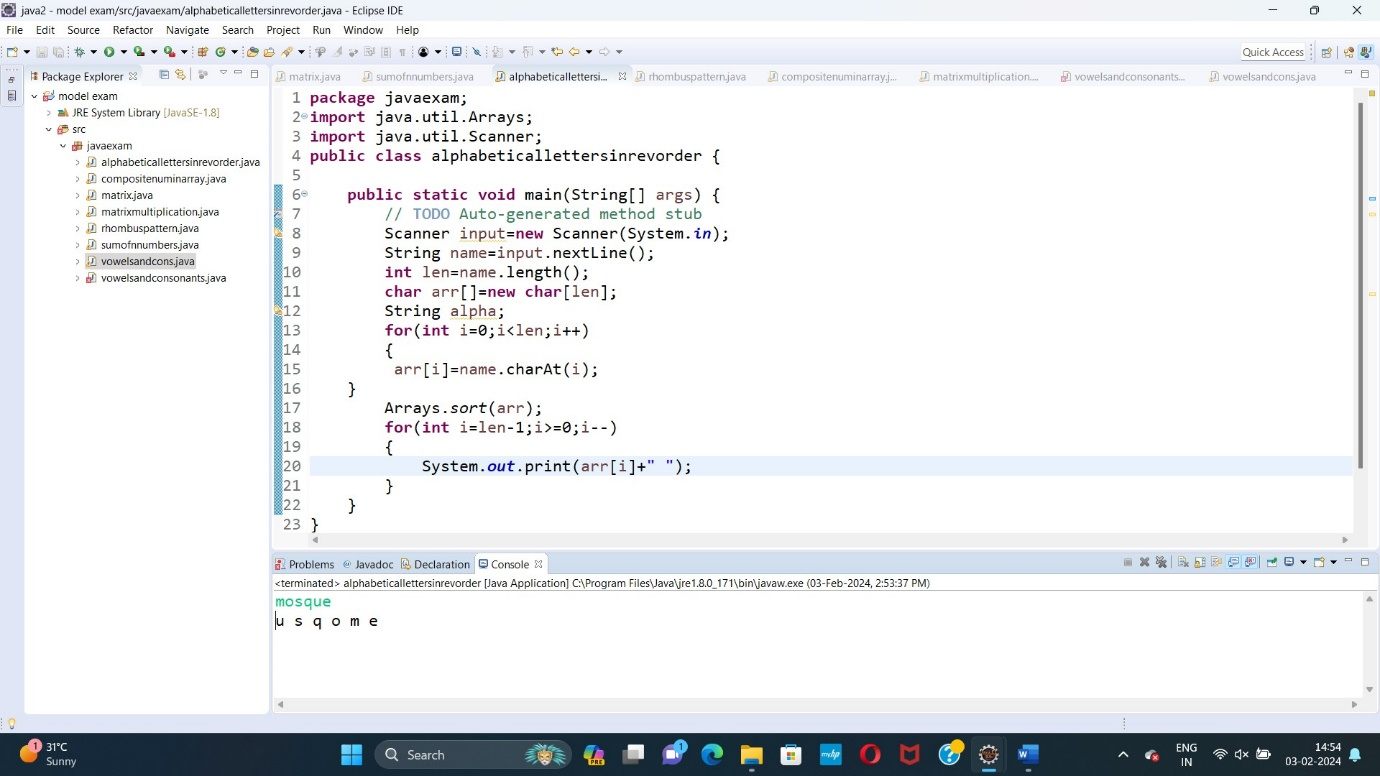 java2 - model exam/src/javaexam/alphabeticallettersinrevorder.java - Eclipse IDE
File Edit Source Refactor Navigate Search Project Run Window Help
Quick Access
Package Explorer
model exam
JRE System Library [JavaSE-1.8]
src
javaexam
alphabeticallettersinrevorder.java
compositenuminarray.java
matrix.java
matrixmultiplication.java
rhombuspattern.java
sumofnnumbers.java
vowelsandcons.java
vowelsandconsonants.java
matrix.java sumofnnumbers.java alphabeticallettersi... rhombuspattern.java compositenuminarray.j... matrixmultiplication.... vowelsandconsonants... vowelsandcons.java
1 package javaexam;
2 import java.util.Arrays;
3 import java.util.Scanner;
4 public class alphabeticallettersinrevorder {
5
6 public static void main(String[] args) {
7 // TODO Auto-generated method stub
8 Scanner input=new Scanner(System.in);
9 String name=input.nextLine();
10 int len=name.length();
11 char arr[]=new char[len];
12 String alpha;
13 for(int i=0;i<len;i++)
14 {
15 arr[i]=name.charAt(i);
16 }
17 Arrays.sort(arr);
18 for(int i=len-1;i>=0;i--)
19 {
20 System.out.print(arr[i]+" ");
21 }
22 }
23 }
Problems Javadoc Declaration Console
<terminated> alphabeticallettersinrevorder [Java Application] C:\Program Files\Java\jre1.8.0_171\bin\javaw.exe (03-Feb-2024, 2:53:37 PM)
mosque
u s q o m e
1
31°C
Sunny
Search
PRE
1
myhp
ENG
IN
14:54
03-02-2024